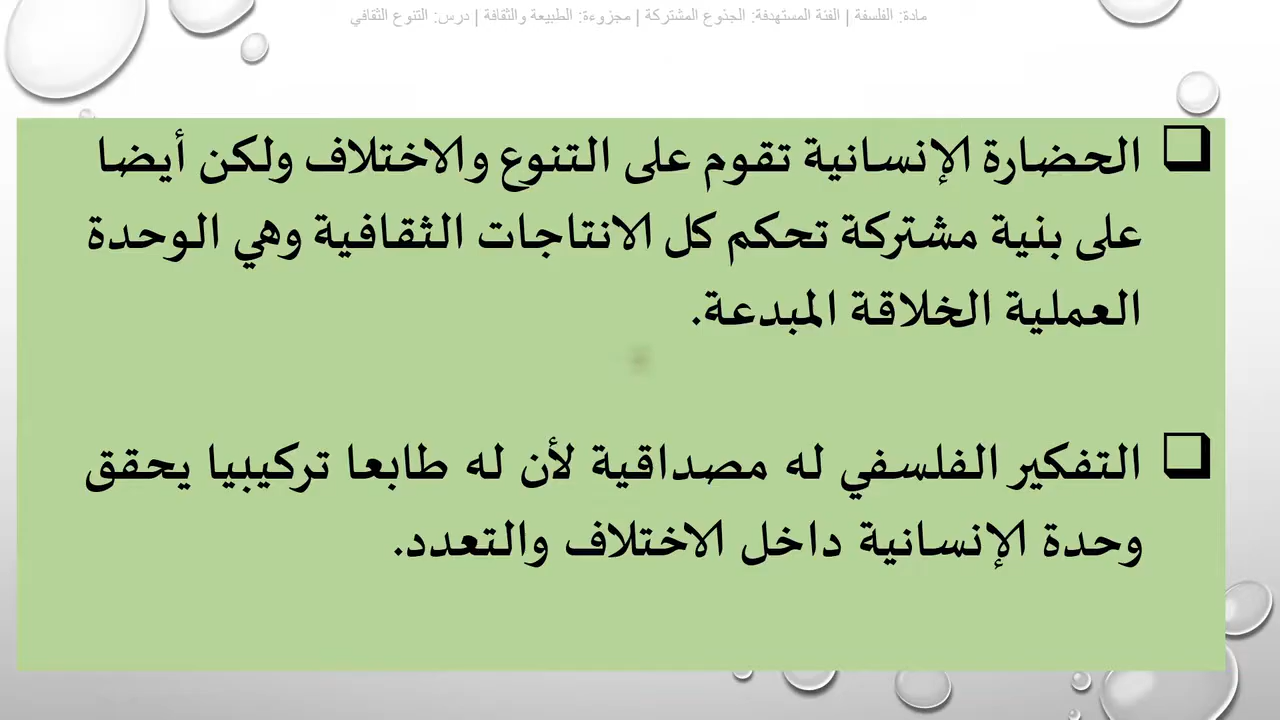 مادة: الفلسفة | الفئة المستهدفة: الجذوع المشتركة | مجزوءة: الطبيعة والثقافة | درس: التنوع الثقافي
الحضارة الإنسانية تقوم على التنوع والاختلاف ولكن أيضا
على بنية مشتركة تحكم كل الانتاجات الثقافية وهي الوحدة
العملية الخلاقة المبدعة.
التفكير الفلسفي له مصداقية لأن له طابعا تركيبيا يحقق
وحدة الإنسانية داخل الاختلاف والتعدد.